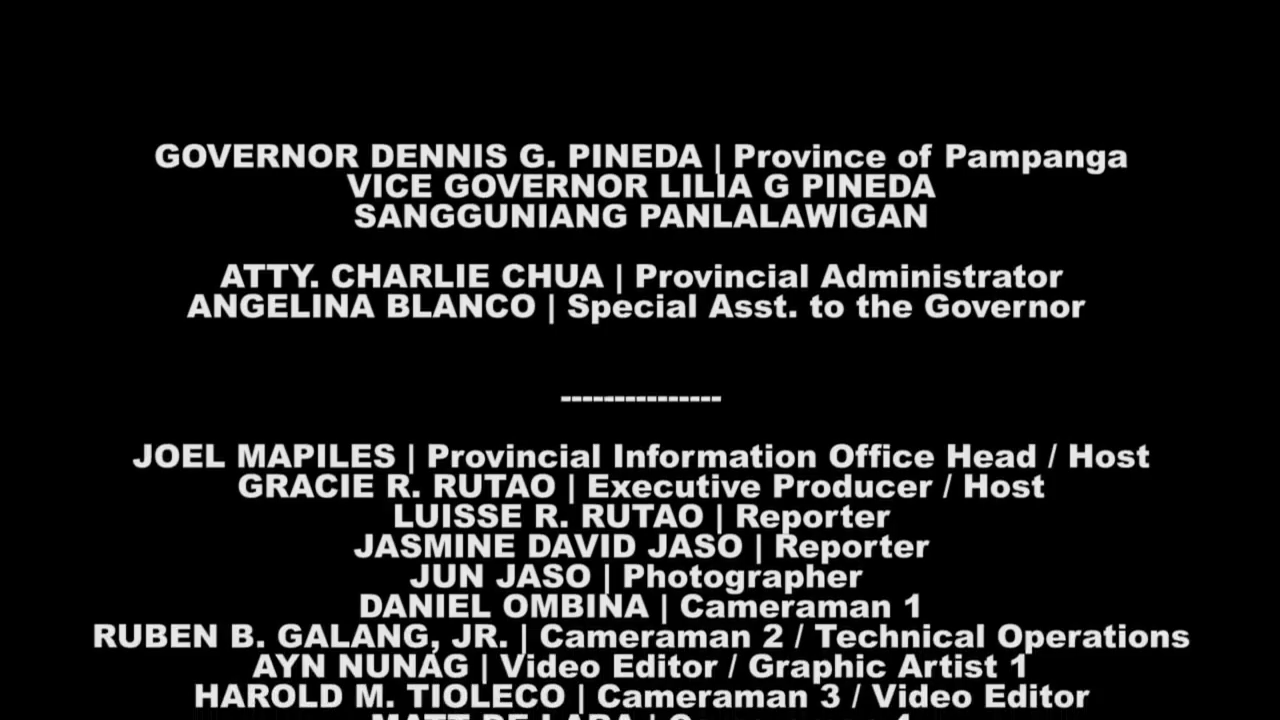 GOVERNOR DENNIS G. PINEDA | Province of Pampanga
VICE GOVERNOR LILIA G PINEDA
SANGGUNIANG PANLALAWIGAN
ATTY. CHARLIE CHUA | Provincial Administrator
ANGELINA BLANCO | Special Asst. to the Governor
---------------
JOEL MAPILES | Provincial Information Office Head / Host
GRACIE R. RUTAO | Executive Producer / Host
LUISSE R. RUTAO | Reporter
JASMINE DAVID JASO | Reporter
JUN JASO | Photographer
DANIEL OMBINA | Cameraman 1
RUBEN B. GALANG, JR. | Cameraman 2 / Technical Operations
AYN NUNAG | Video Editor / Graphic Artist 1
HAROLD M. TIOLECO | Cameraman 3 / Video Editor